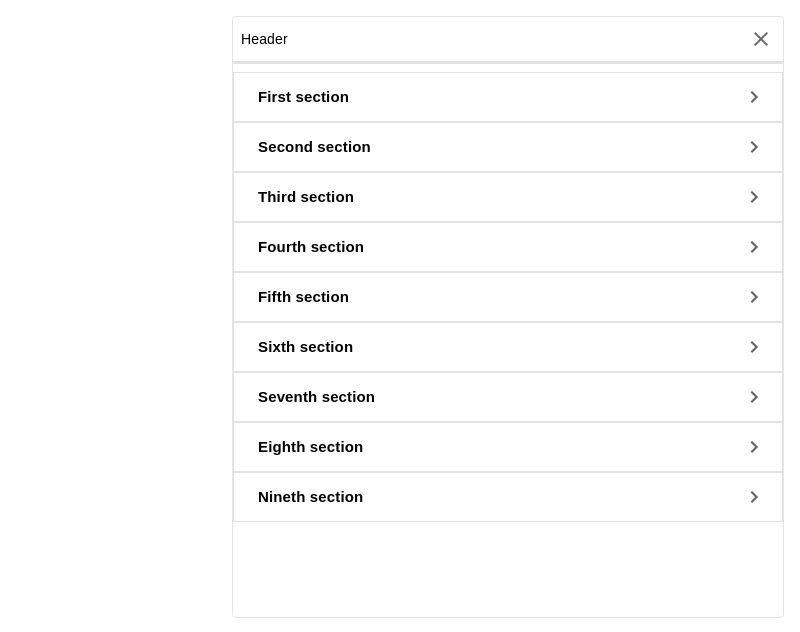 Header
First section
Second section
Third section
Fourth section
Fifth section
Sixth section
Seventh section
Eighth section
Nineth section